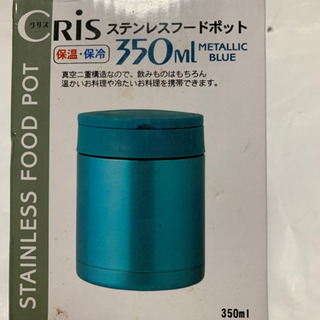 CRiS ステンレスフードポット
クリス
保温・保冷 350Ml METALLIC BLUE
真空二重構造なので、飲みものはもちろん
温かいお料理や冷たいお料理を携帯できます。
STAINLESS FOOD POT
350ml